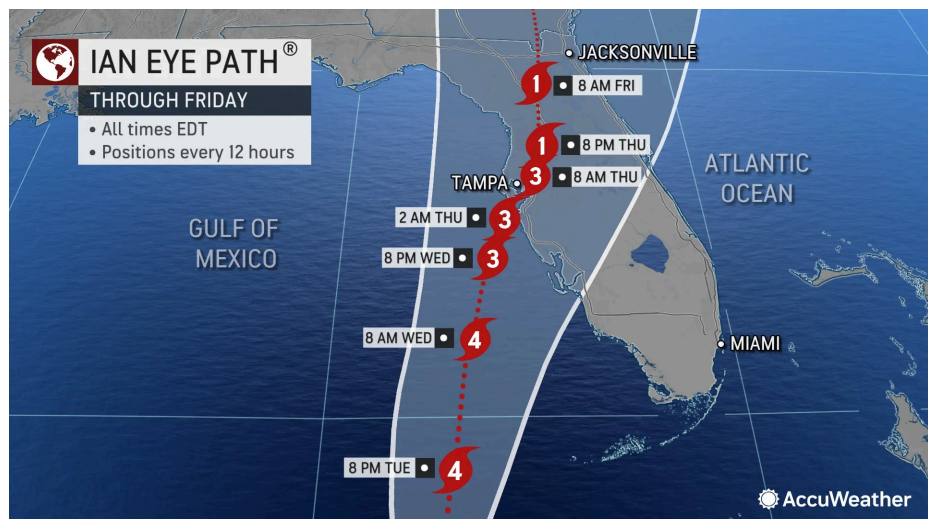 IAN EYE PATH®
THROUGH FRIDAY
• All times EDT
• Positions every 12 hours
JACKSONVILLE
1
8 AM FRI
1
8 PM THU
TAMPA
3
8 AM THU
ATLANTIC
OCEAN
2 AM THU
3
GULF OF
MEXICO
8 PM WED
3
8 AM WED
4
MIAMI
8 PM TUE
4
AccuWeather